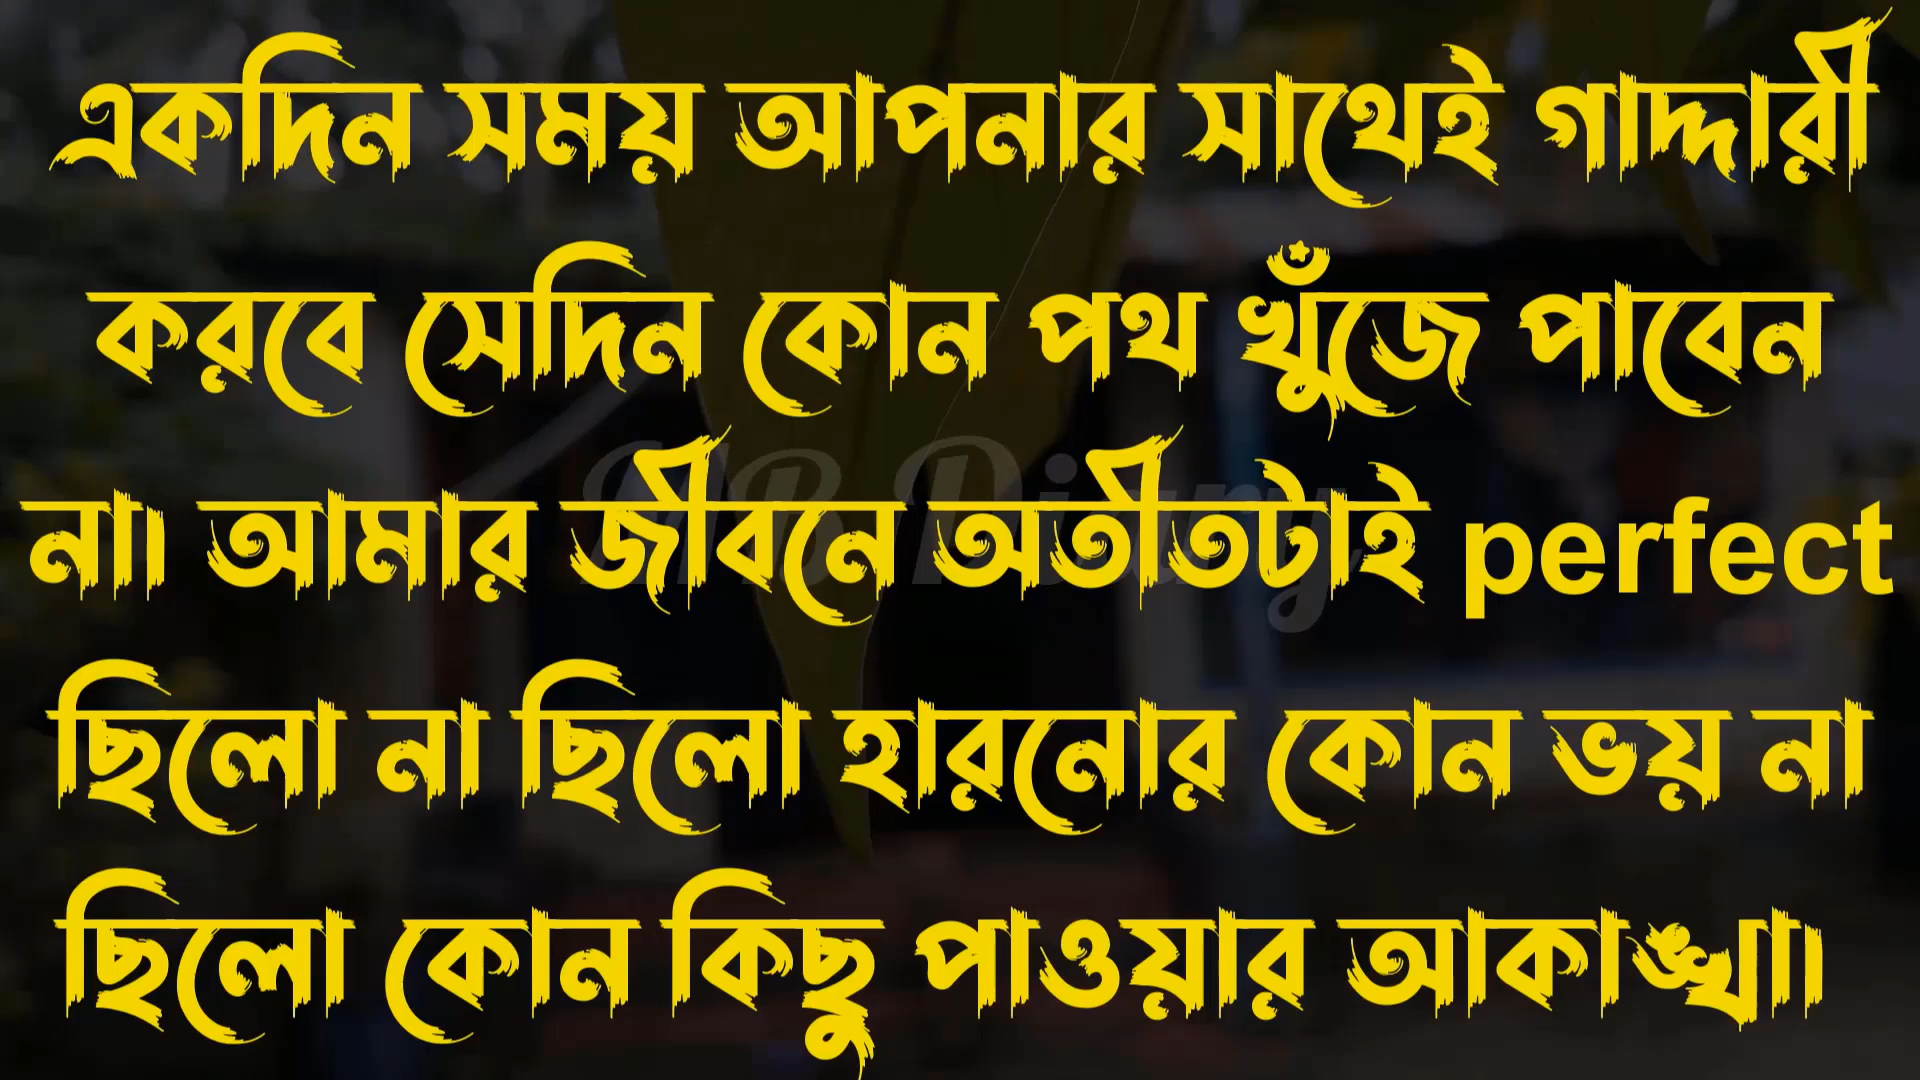 একদিন সময় আপনার সাথেই গাদ্দারী
করবে সেদিন কোন পথ খুঁজে পাবেন
না। আমার জীবনে অতীতটাই perfect
ছিলো না ছিলো হারনোর কোন ভয় না
ছিলো কোন কিছু পাওয়ার আকাঙ্খা।